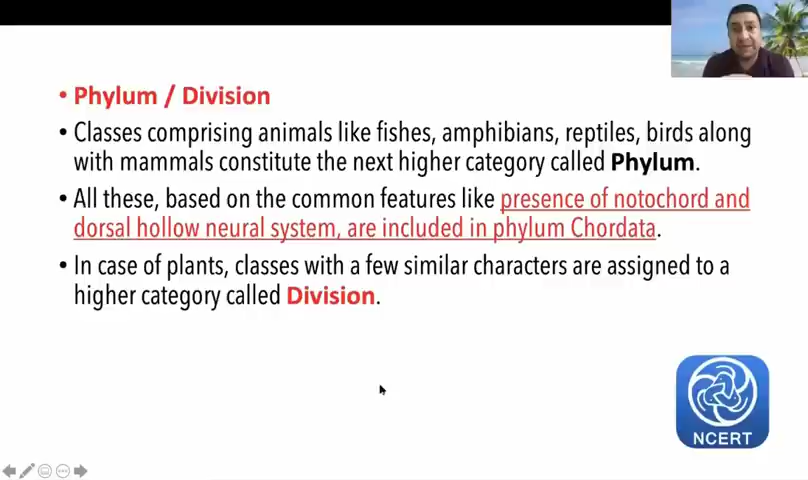 • Phylum / Division
• Classes comprising animals like fishes, amphibians, reptiles, birds along
with mammals constitute the next higher category called Phylum.
• All these, based on the common features like presence of notochord and
dorsal hollow neural system, are included in phylum Chordata.
• In case of plants, classes with a few similar characters are assigned to a
higher category called Division.
NCERT